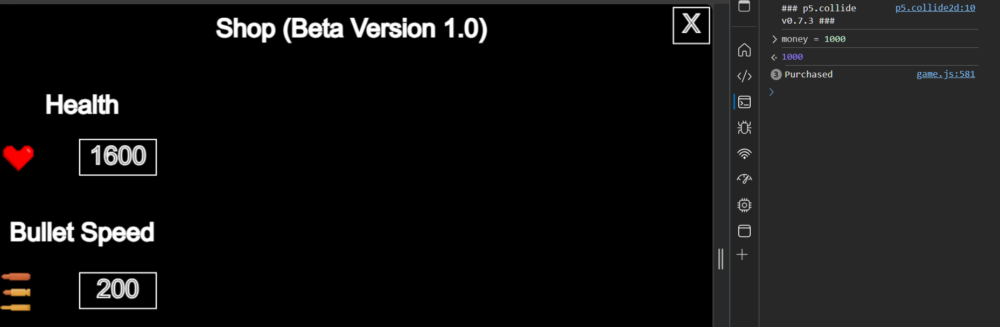 Shop (Beta Version 1.0)
X
Health
1600
Bullet Speed
200
### p5.collide p5.collide2d:10
v0.7.3 ###
> money = 1000
1000
3 Purchased game.js:581
>